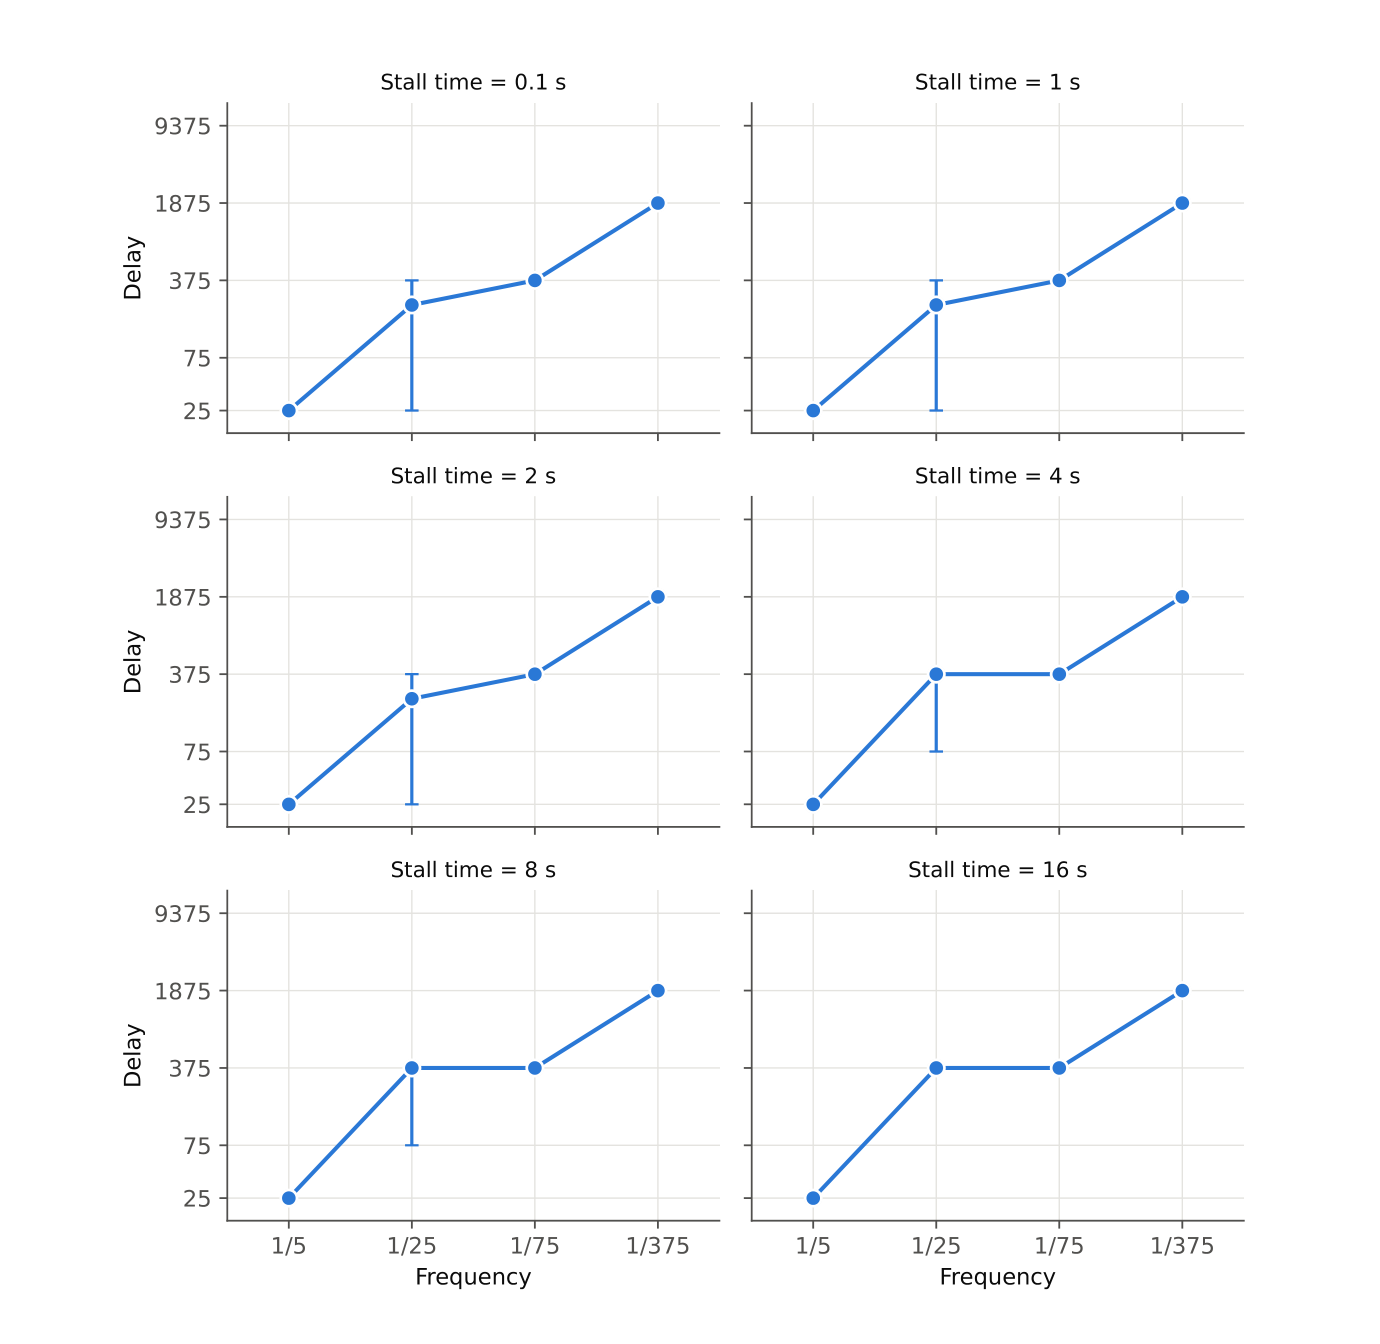 Stall time = 0.1 s
Stall time = 1 s
9375
1875
375
75
25
Delay
Stall time = 2 s
Stall time = 4 s
9375
1875
375
75
25
Delay
Stall time = 8 s
Stall time = 16 s
9375
1875
375
75
25
Delay
1/5 1/25 1/75 1/375
1/5 1/25 1/75 1/375
Frequency
Frequency